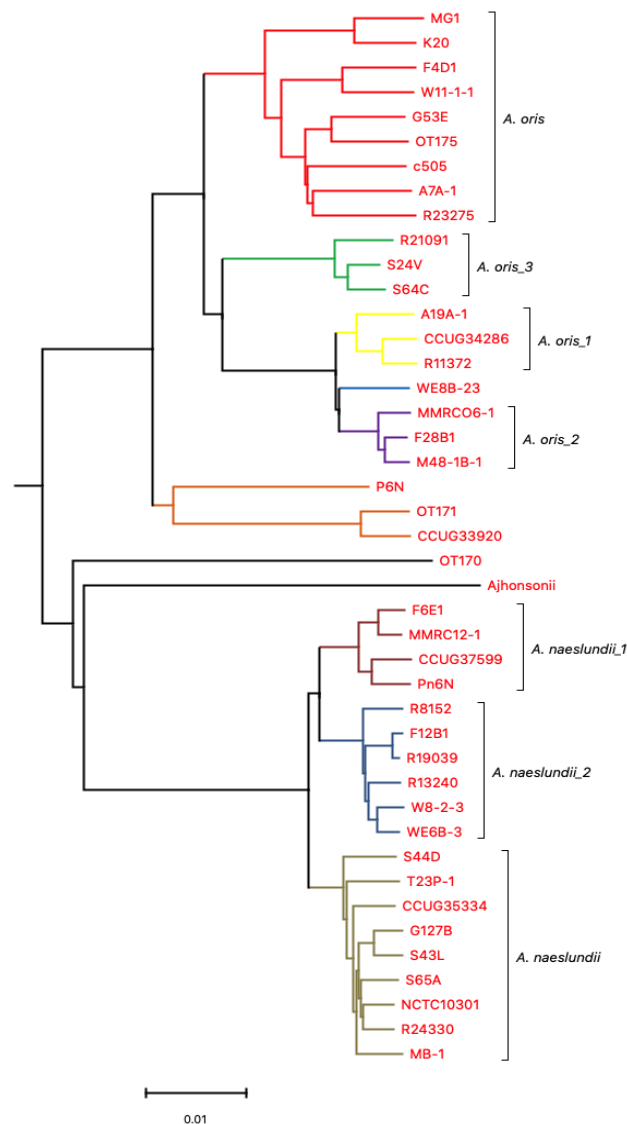 MG1
K20
F4D1
W11-1-1
G53E
A. oris
OT175
c505
A7A-1
R23275
R21091
S24V
A. oris_3
S64C
A19A-1
CCUG34286
A. oris_1
R11372
WE8B-23
MMRCO6-1
F28B1
A. oris_2
M48-1B-1
P6N
OT171
CCUG33920
OT170
Ajhonsonii
F6E1
MMRC12-1
A. naeslundii_1
CCUG37599
Pn6N
R8152
F12B1
R19039
A. naeslundii_2
R13240
W8-2-3
WE6B-3
S44D
T23P-1
CCUG35334
G127B
S43L
A. naeslundii
S65A
NCTC10301
R24330
MB-1
0.01